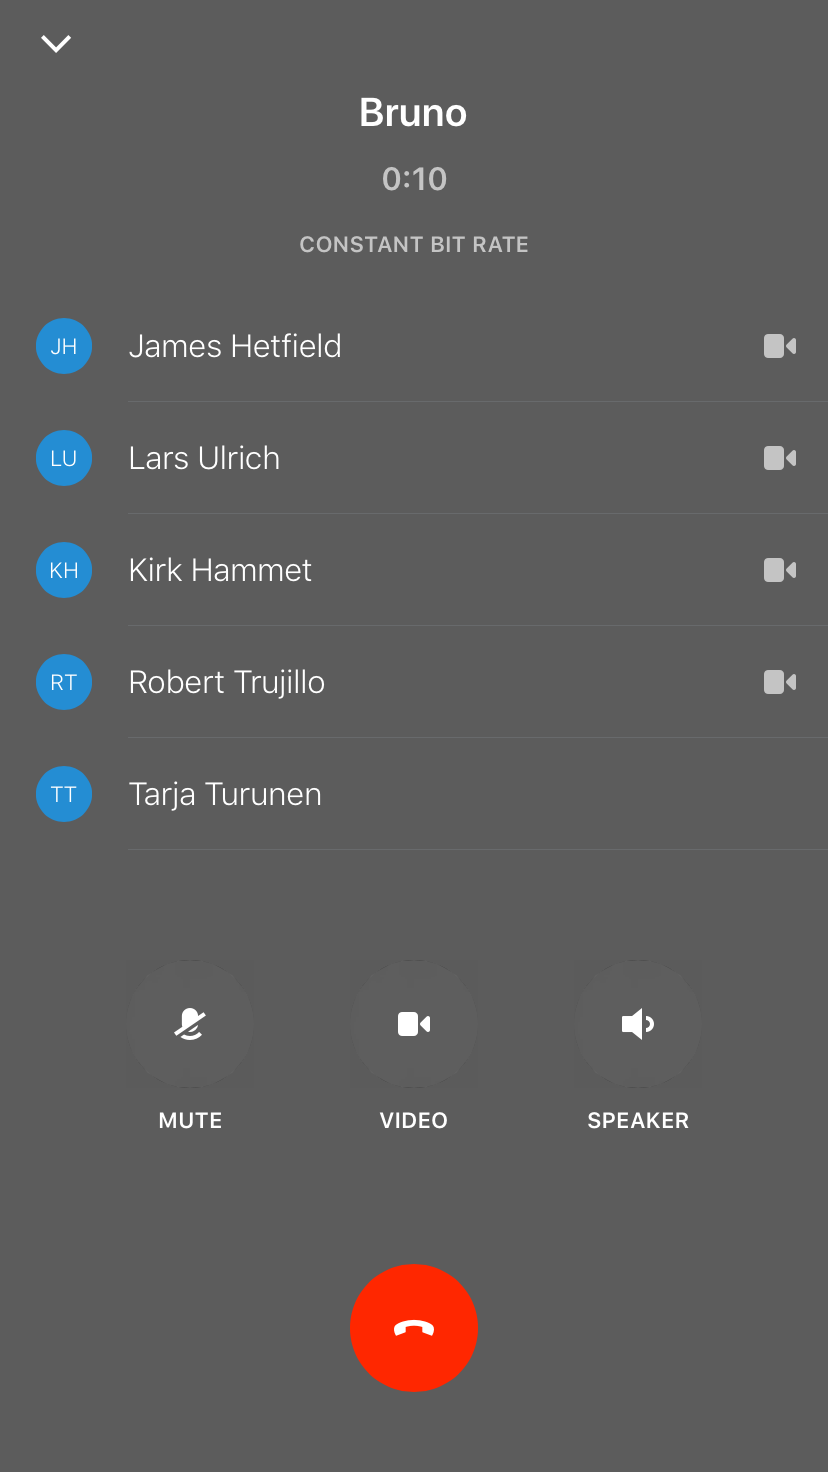 Bruno
0:10
CONSTANT BIT RATE
JH James Hetfield
LU Lars Ulrich
KH Kirk Hammet
RT Robert Trujillo
TT Tarja Turunen
MUTE VIDEO SPEAKER